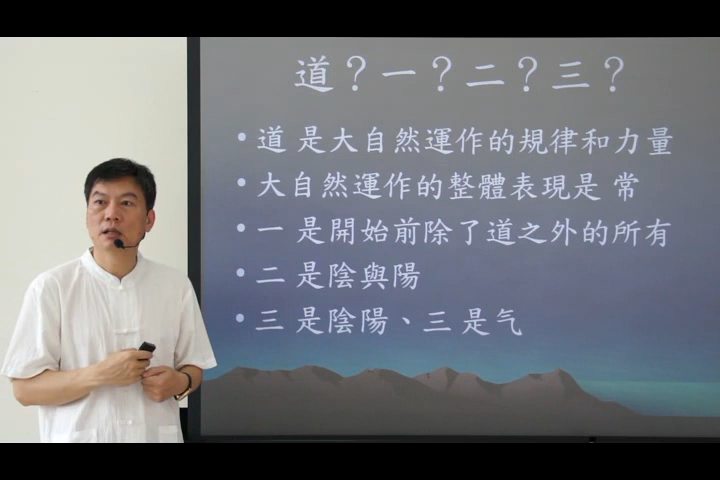 道?一?二?三?
• 道 是大自然運作的規律和力量
• 大自然運作的整體表現是 常
• 一 是開始前除了道之外的所有
• 二 是陰與陽
• 三 是陰陽、三 是气